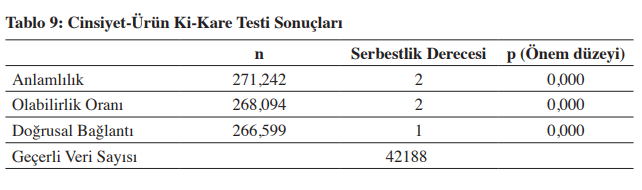 Tablo 9: Cinsiyet-Ürün Ki-Kare Testi Sonuçları
n Serbestlik Derecesi p (Önem düzeyi)
Anlamlılık 271,242 2 0,000
Olabilirlik Oranı 268,094 2 0,000
Doğrusal Bağlantı 266,599 1 0,000
Geçerli Veri Sayısı 42188